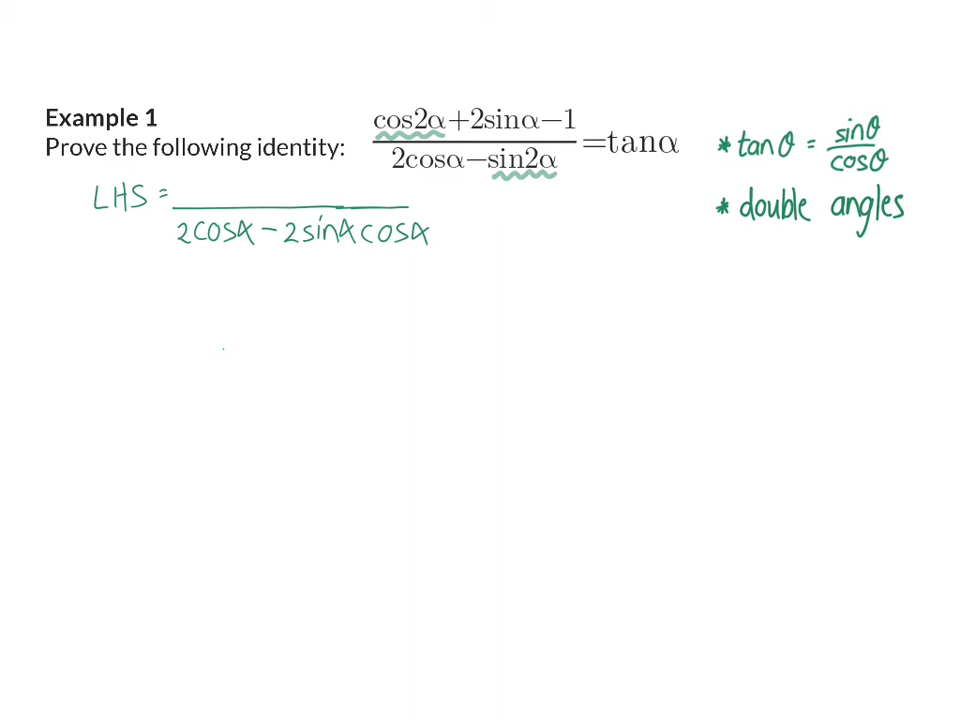 Example 1
Prove the following identity: (cos2α+2sinα−1)/(2cosα−sin2α)=tanα
* tanθ = sinθ/cosθ
* double angles
LHS =
2cosα − 2sinαcosα